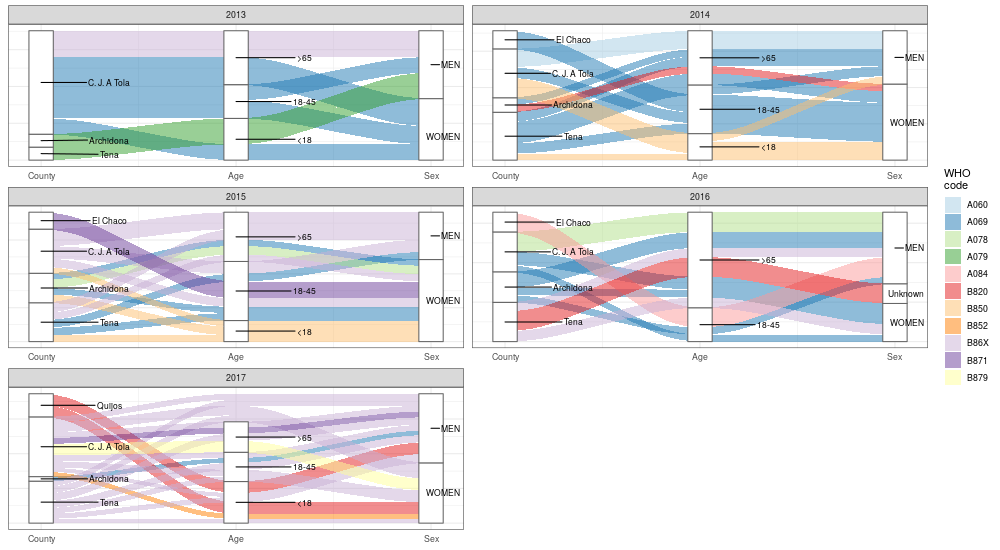 2013
C. J. A Tola
Archidona
Tena
>65
18-45
<18
MEN
WOMEN
County
Age
Sex
2014
El Chaco
C. J. A Tola
Archidona
Tena
>65
18-45
<18
MEN
WOMEN
County
Age
Sex
2015
El Chaco
C. J. A Tola
Archidona
Tena
>65
18-45
<18
MEN
WOMEN
County
Age
Sex
2016
El Chaco
C. J. A Tola
Archidona
Tena
>65
18-45
MEN
Unknown
WOMEN
County
Age
Sex
2017
Quijos
C. J. A Tola
Archidona
Tena
>65
18-45
<18
MEN
WOMEN
County
Age
Sex
WHO
code
A060
A069
A078
A079
A084
B820
B850
B852
B86X
B871
B879